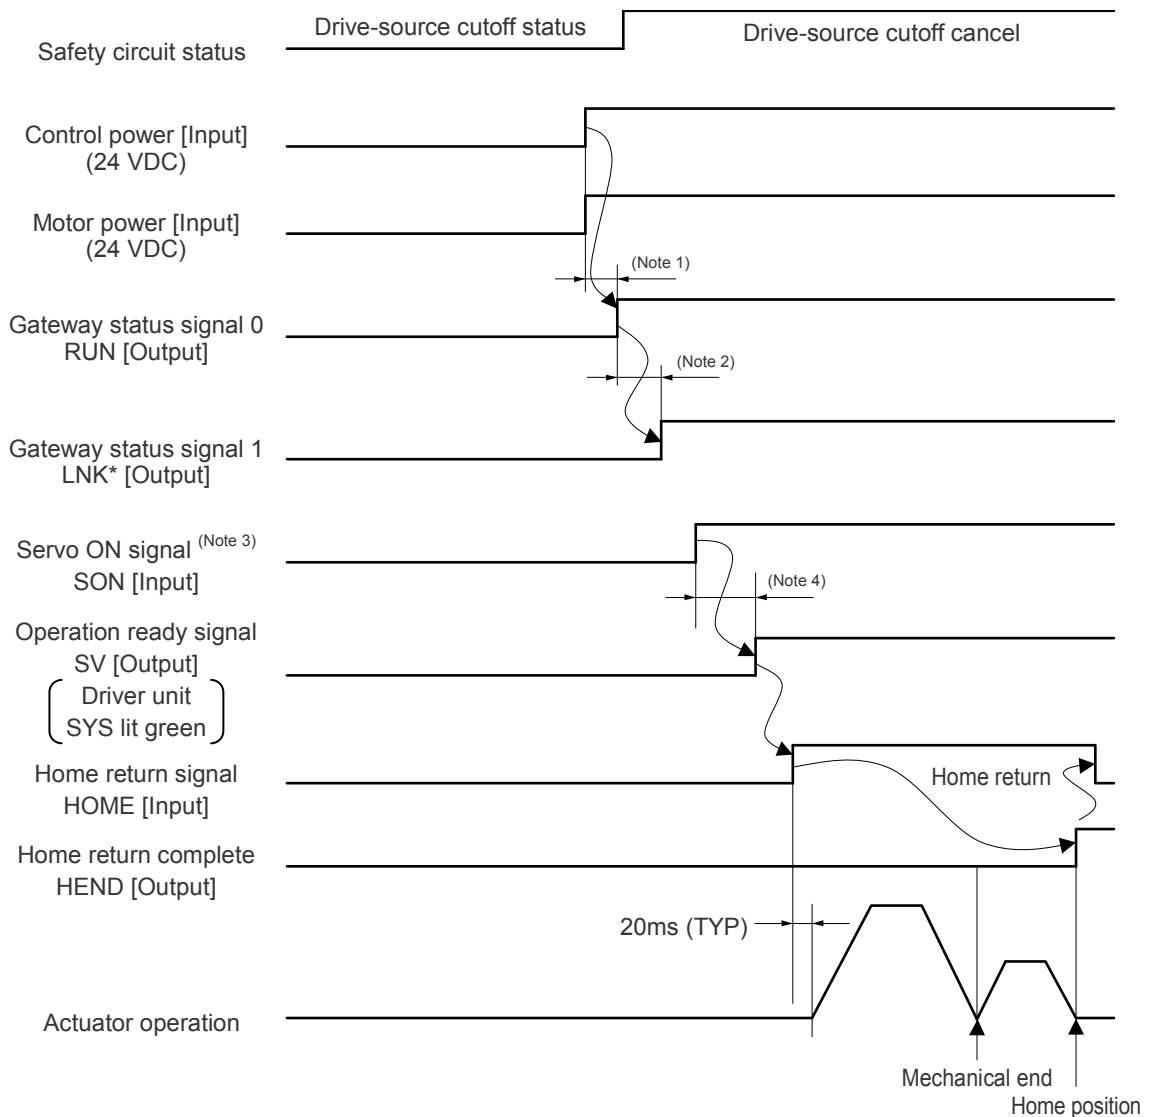 Drive-source cutoff status
Drive-source cutoff cancel
Safety circuit status
Control power [Input]
(24 VDC)
Motor power [Input]
(24 VDC)
(Note 1)
Gateway status signal 0
RUN [Output]
(Note 2)
Gateway status signal 1
LNK* [Output]
Servo ON signal (Note 3)
SON [Input]
(Note 4)
Operation ready signal
SV [Output]
Driver unit
SYS lit green
Home return signal
HOME [Input]
Home return
Home return complete
HEND [Output]
20ms (TYP)
Actuator operation
Mechanical end
Home position